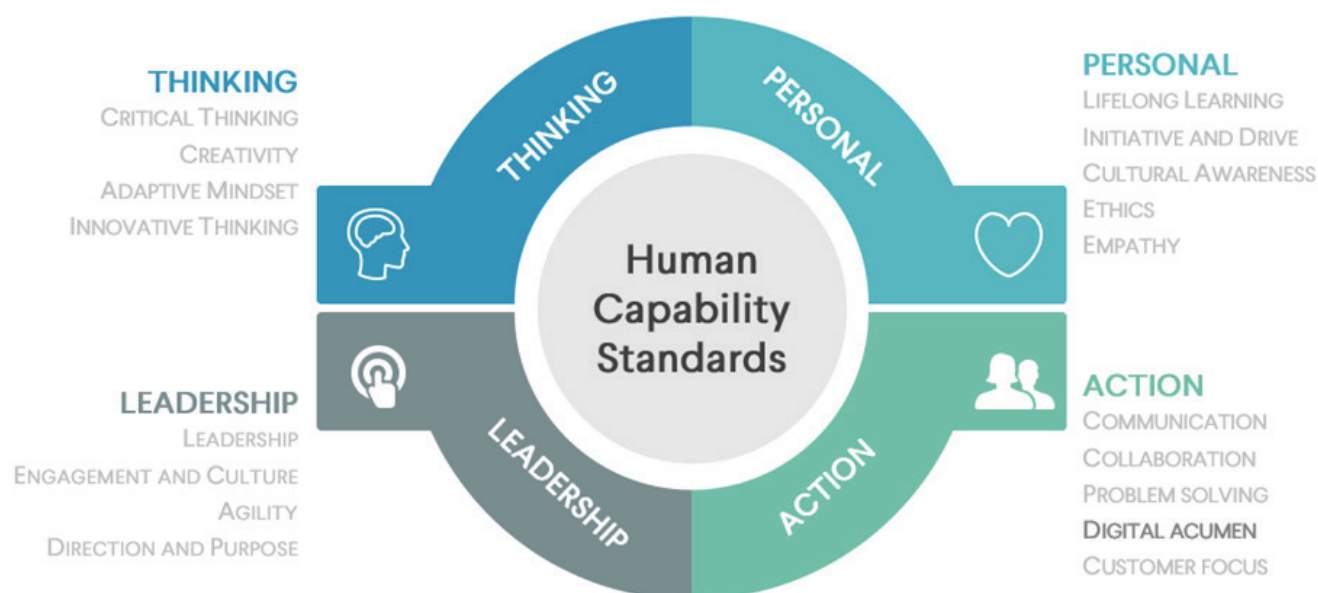 THINKING
CRITICAL THINKING
CREATIVITY
ADAPTIVE MINDSET
INNOVATIVE THINKING
THINKING
PERSONAL
PERSONAL
LIFELONG LEARNING
INITIATIVE AND DRIVE
CULTURAL AWARENESS
ETHICS
EMPATHY
Human
Capability
Standards
LEADERSHIP
LEADERSHIP
ENGAGEMENT AND CULTURE
AGILITY
DIRECTION AND PURPOSE
LEADERSHIP
ACTION
ACTION
COMMUNICATION
COLLABORATION
PROBLEM SOLVING
DIGITAL ACUMEN
CUSTOMER FOCUS